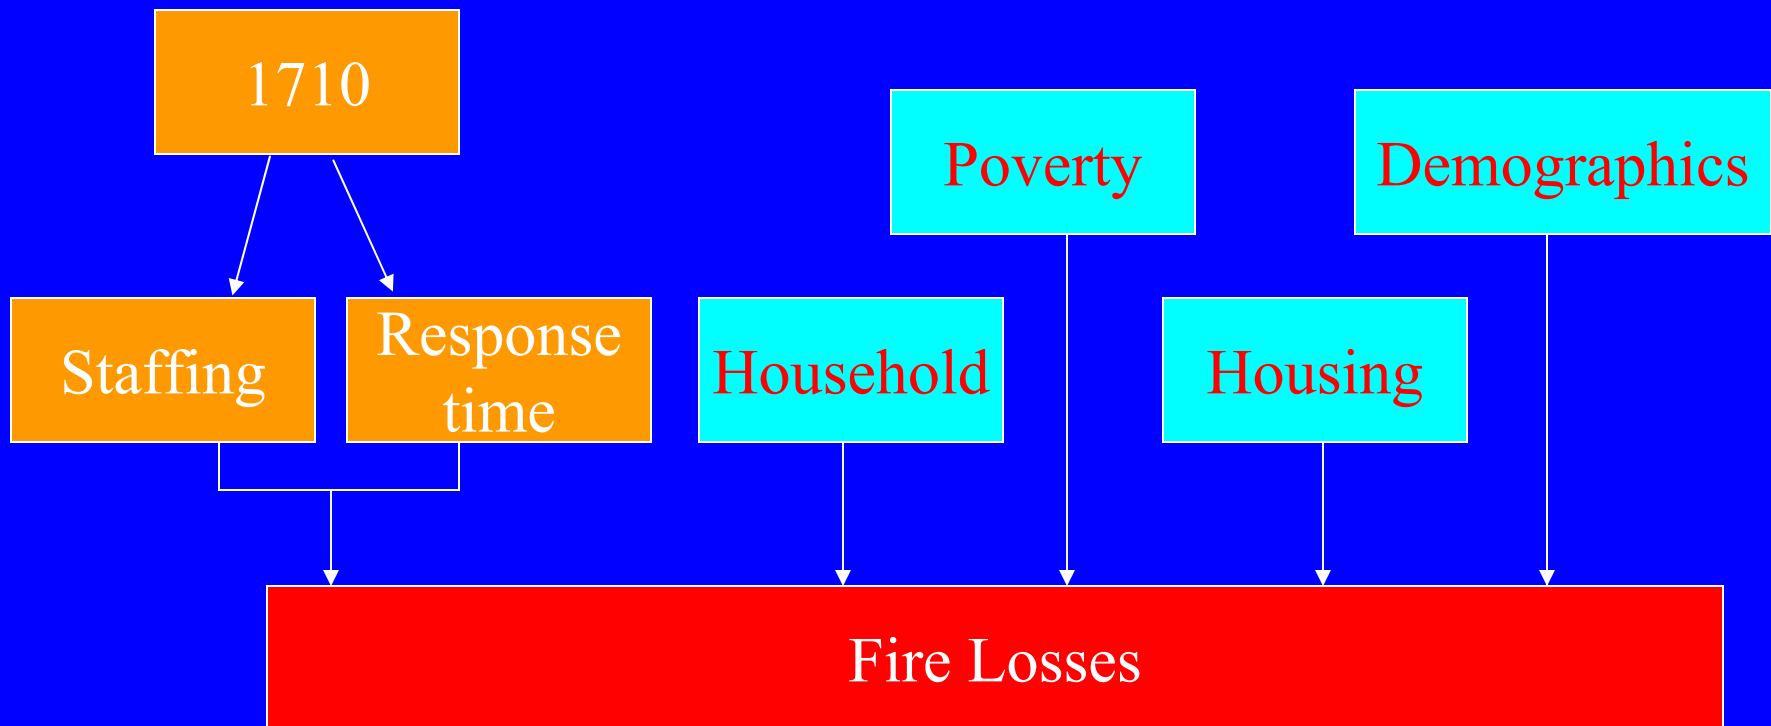 1710
Poverty
Demographics
Staffing
Response
time
Household
Housing
Fire Losses